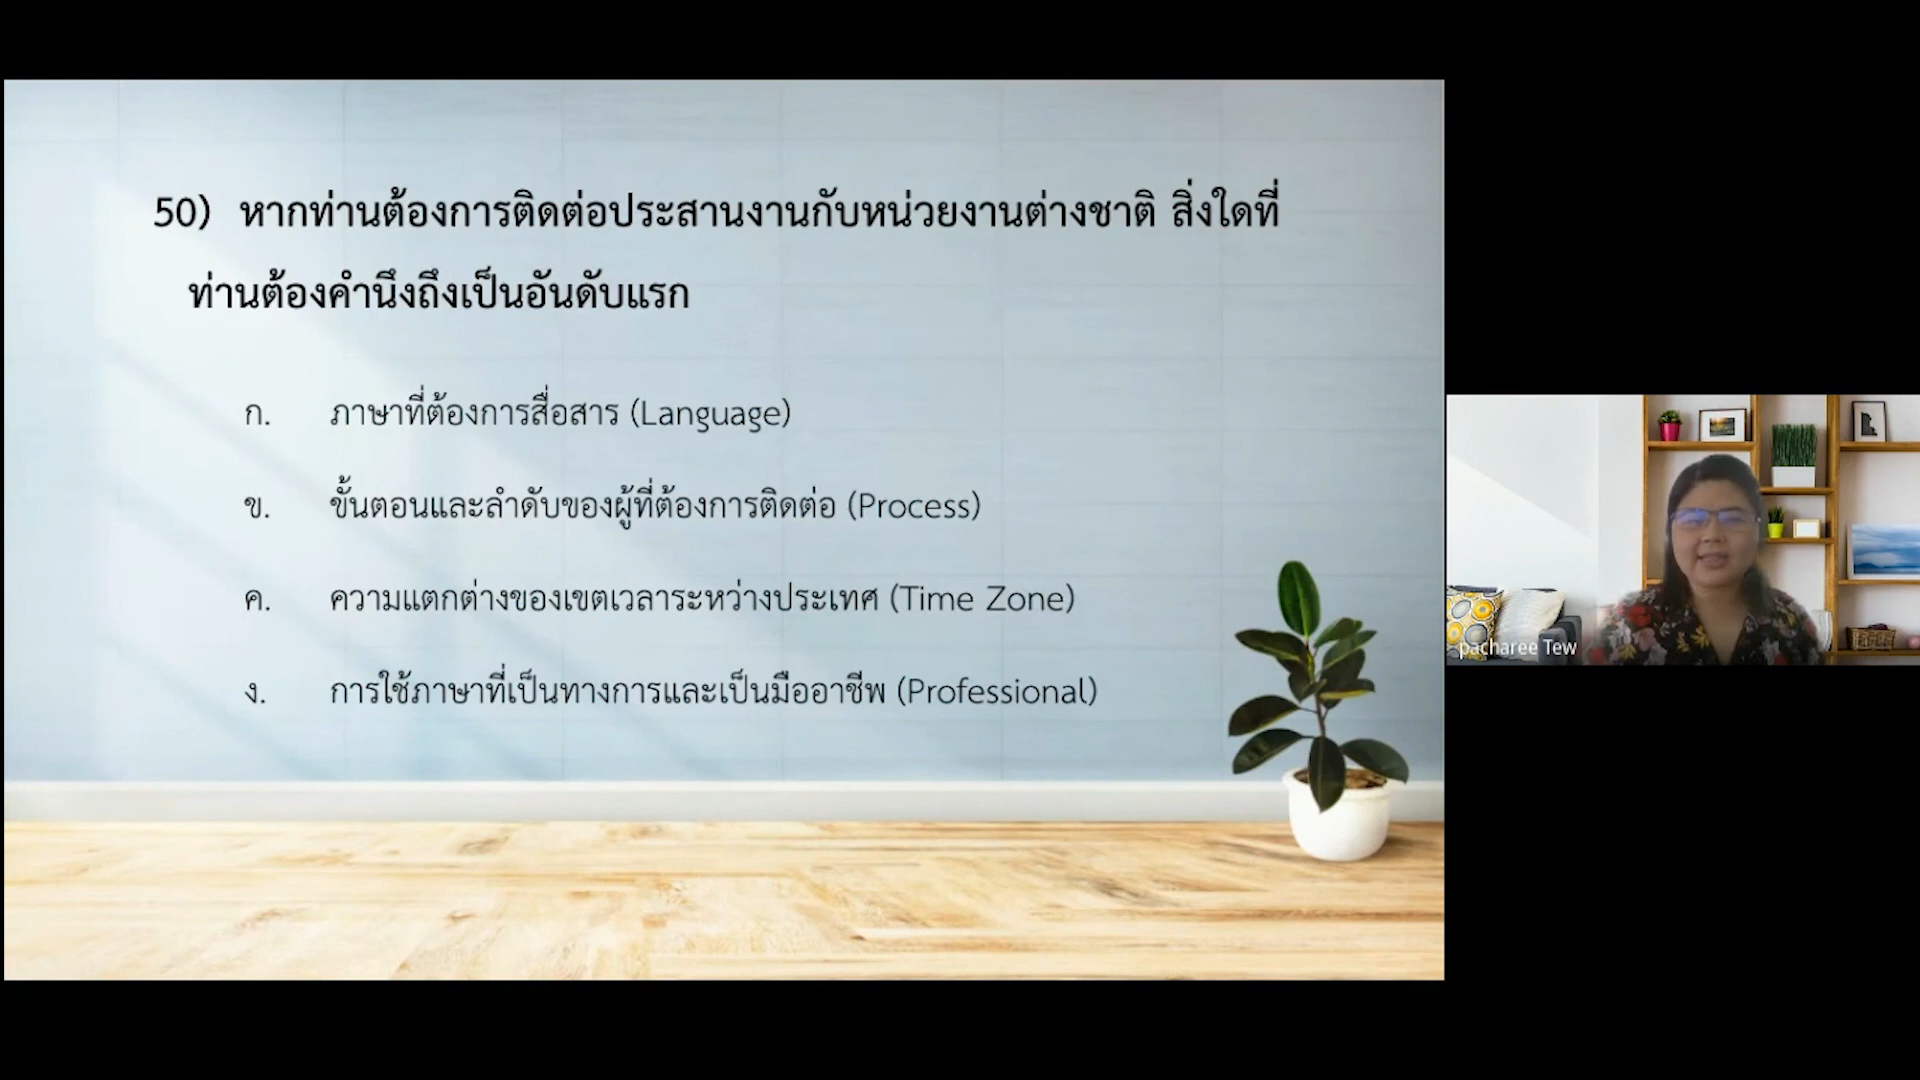 50) หากท่านต้องการติดต่อประสานงานกับหน่วยงานต่างชาติ สิ่งใดที่
ท่านต้องคำนึงถึงเป็นอันดับแรก
ก. ภาษาที่ต้องการสื่อสาร (Language)
ข. ขั้นตอนและลำดับของผู้ที่ต้องการติดต่อ (Process)
ค. ความแตกต่างของเขตเวลาระหว่างประเทศ (Time Zone)
ง. การใช้ภาษาที่เป็นทางการและเป็นมืออาชีพ (Professional)
pacharee Tew